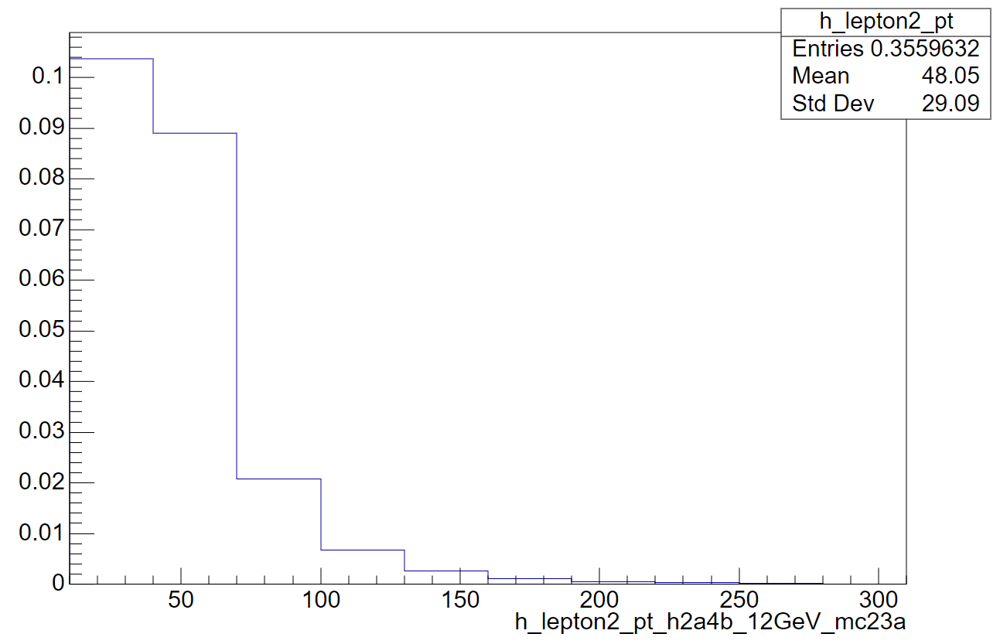 h_lepton2_pt
Entries 0.3559632
Mean 48.05
Std Dev 29.09
0.1
0.09
0.08
0.07
0.06
0.05
0.04
0.03
0.02
0.01
0
50 100 150 200 250 300
h_lepton2_pt_h2a4b_12GeV_mc23a